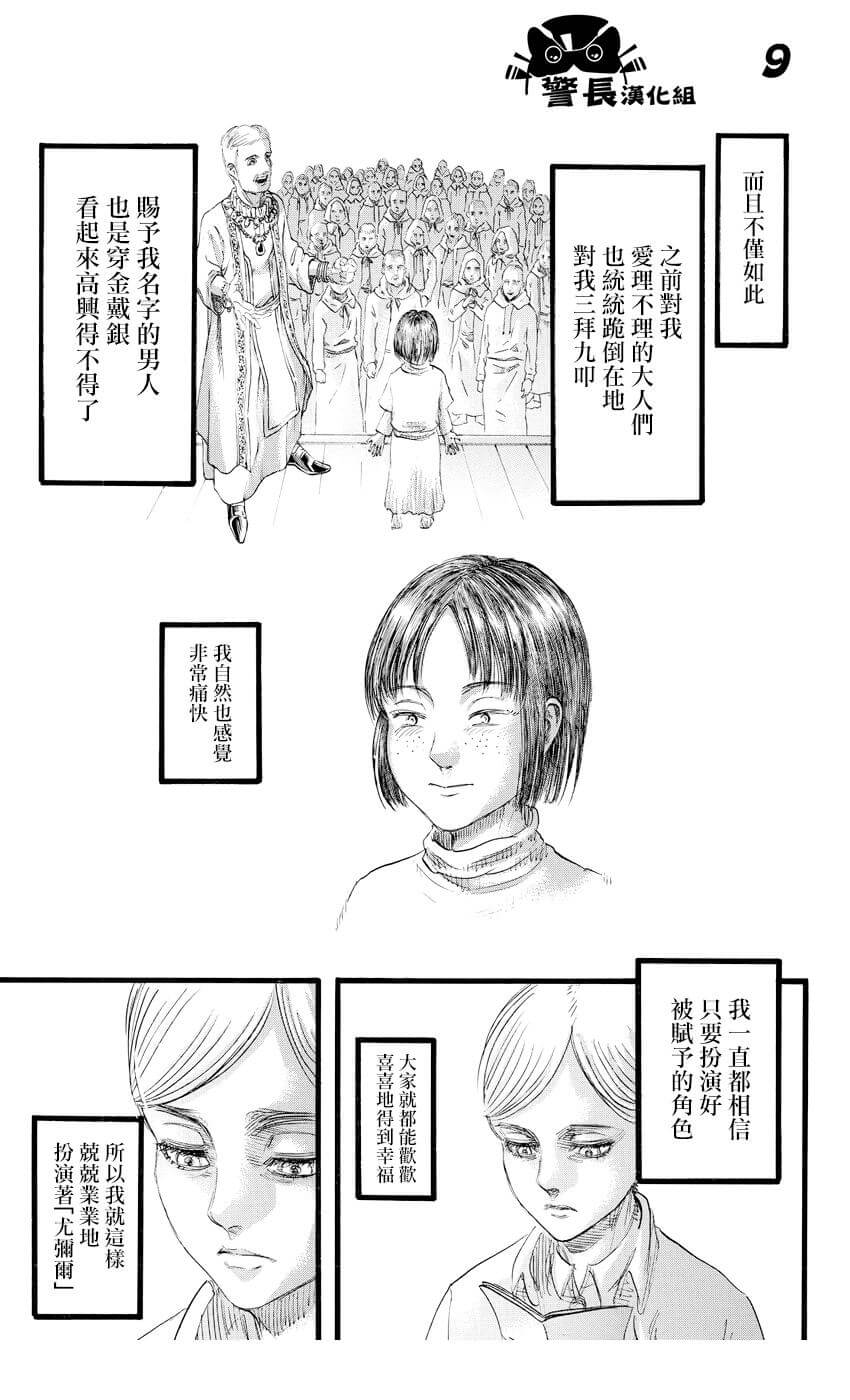 警長漢化組
9
而且不僅如此
之前對我
愛理不理的大人們
也統統跪倒在地
對我三拜九叩
賜予我名字的男人
也是穿金戴銀
看起來高興得不得了
我自然也感覺
非常痛快
我一直都相信
只要扮演好
被賦予的角色
大家就都能歡歡
喜喜地得到幸福
所以我就這樣
兢兢業業地
扮演著「尤彌爾」